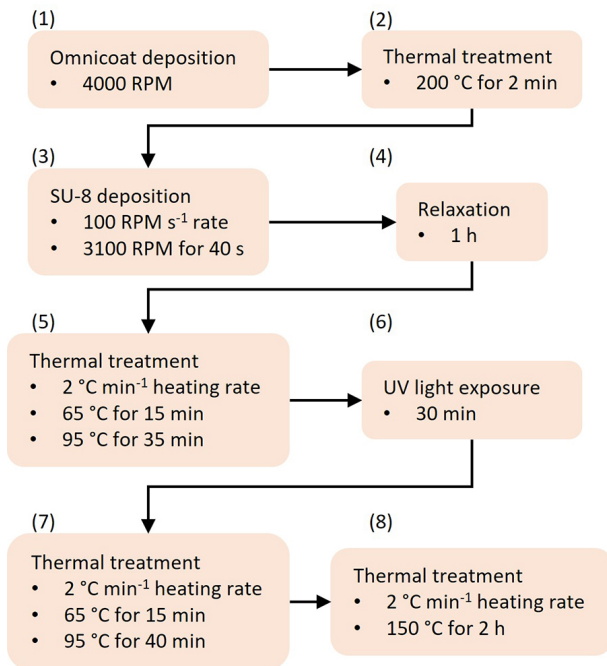 (1)
Omnicoat deposition
• 4000 RPM
(2)
Thermal treatment
• 200 °C for 2 min
(3)
SU-8 deposition
• 100 RPM s⁻¹ rate
• 3100 RPM for 40 s
(4)
Relaxation
• 1 h
(5)
Thermal treatment
• 2 °C min⁻¹ heating rate
• 65 °C for 15 min
• 95 °C for 35 min
(6)
UV light exposure
• 30 min
(7)
Thermal treatment
• 2 °C min⁻¹ heating rate
• 65 °C for 15 min
• 95 °C for 40 min
(8)
Thermal treatment
• 2 °C min⁻¹ heating rate
• 150 °C for 2 h